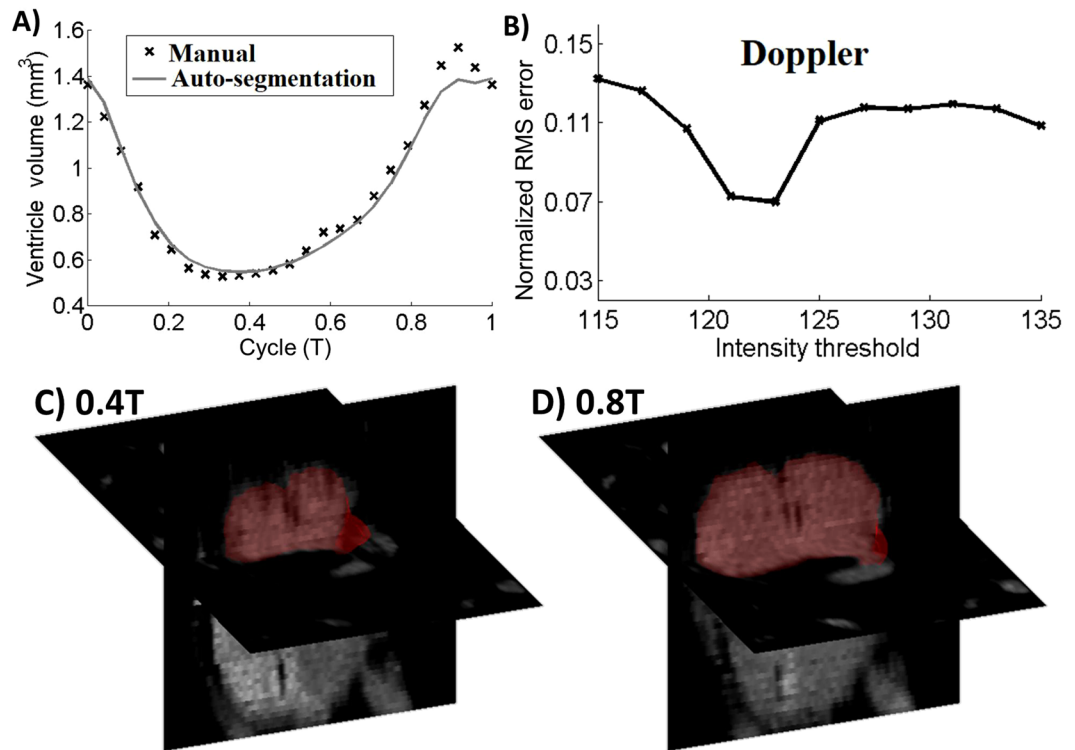 A)
Ventricle volume (mm³)
1.6
1.4
1.2
1
0.8
0.6
0.4
Manual
Auto-segmentation
0
0.2
0.4
0.6
0.8
1
Cycle (T)
B)
Doppler
Normalized RMS error
0.15
0.11
0.07
0.03
115
120
125
130
135
Intensity threshold
C) 0.4T
D) 0.8T